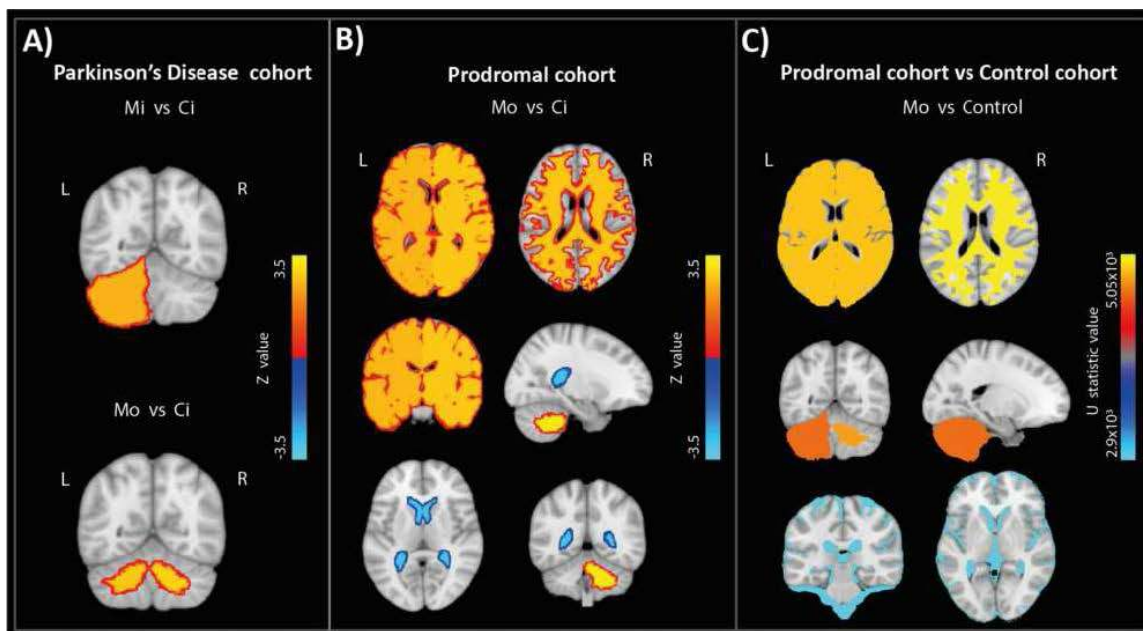 A)
Parkinson's Disease cohort
Mi vs Ci
L
R
3.5
Z value
-3.5
Mo vs Ci
L
R
B)
Prodromal cohort
Mo vs Ci
L
R
3.5
Z value
-3.5
C)
Prodromal cohort vs Control cohort
Mo vs Control
L
R
5.05x10³
U statistic value
2.9x10³